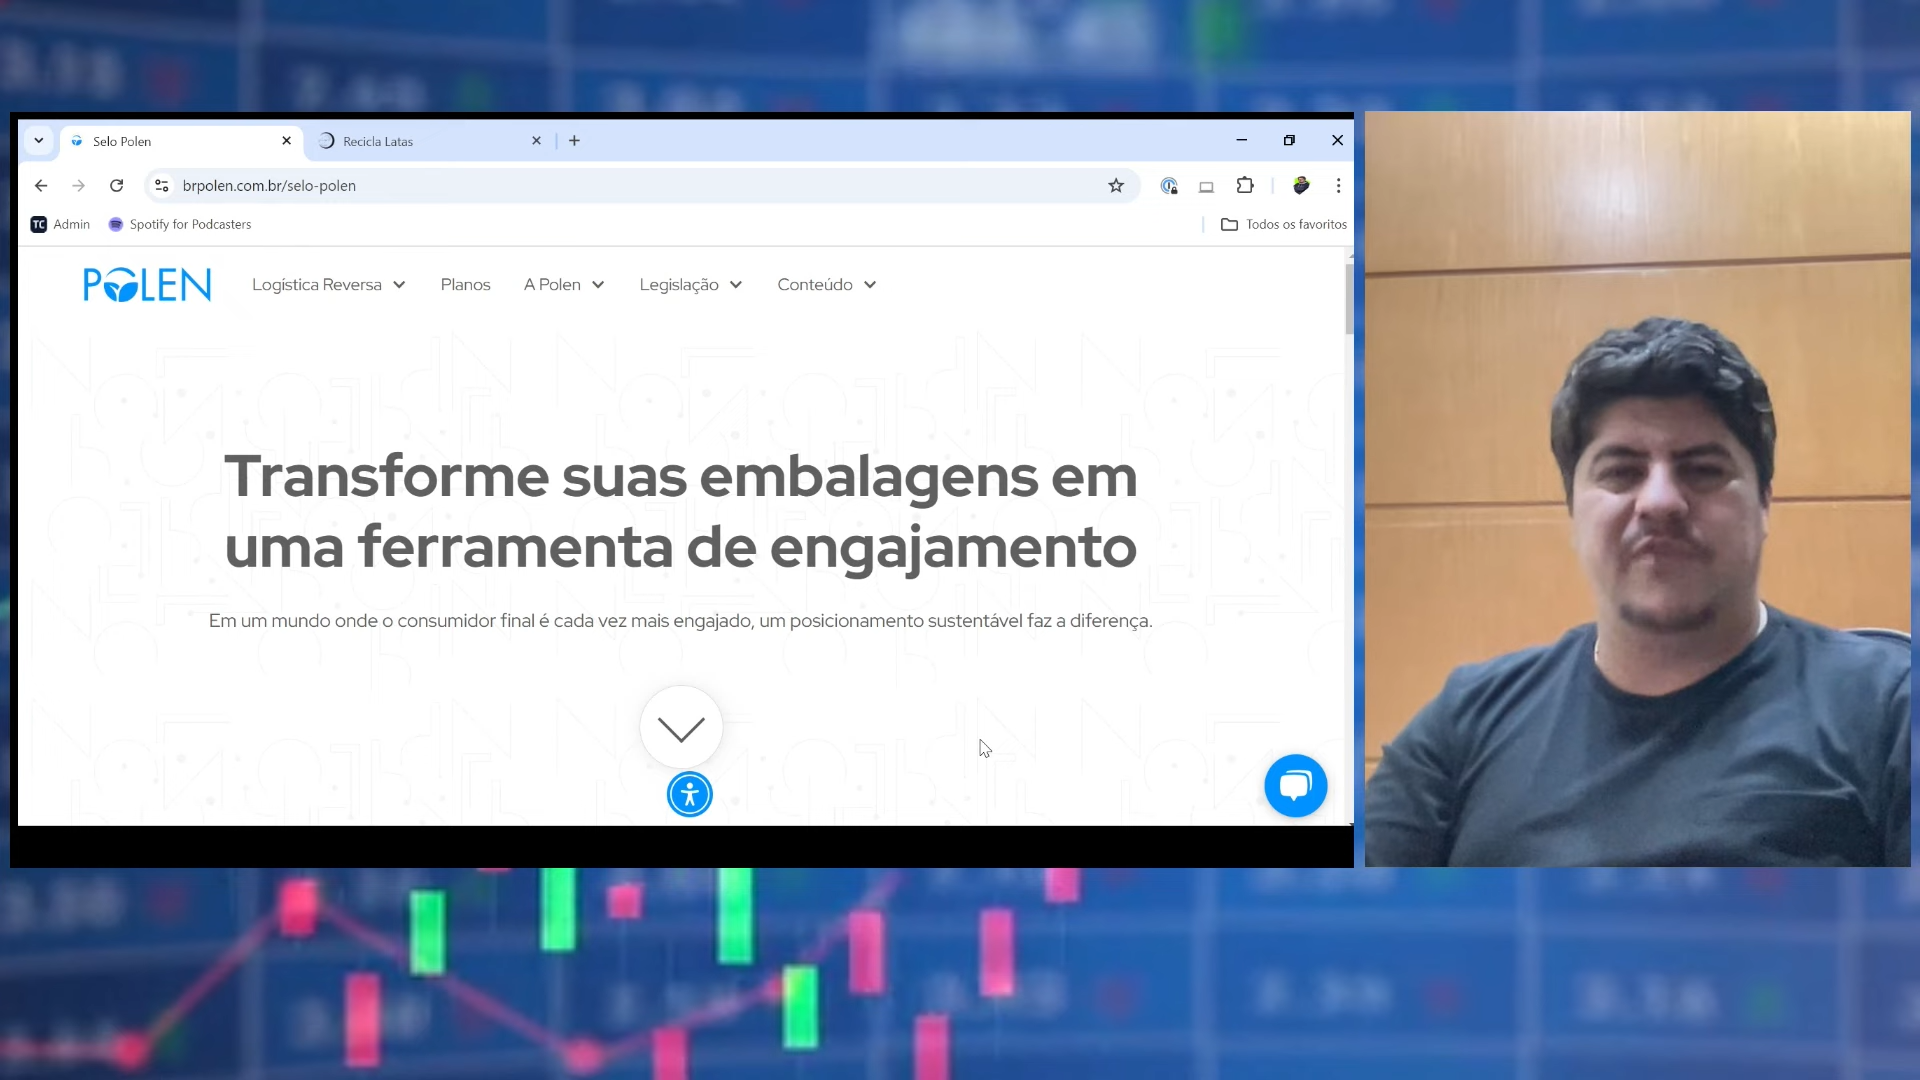 Selo Polen
Recicla Latas
brpolen.com.br/selo-polen
TC Admin
Spotify for Podcasters
Todos os favoritos
POLEN
Logística Reversa
Planos
A Polen
Legislação
Conteúdo
Transforme suas embalagens em
uma ferramenta de engajamento
Em um mundo onde o consumidor final é cada vez mais engajado, um posicionamento sustentável faz a diferença.